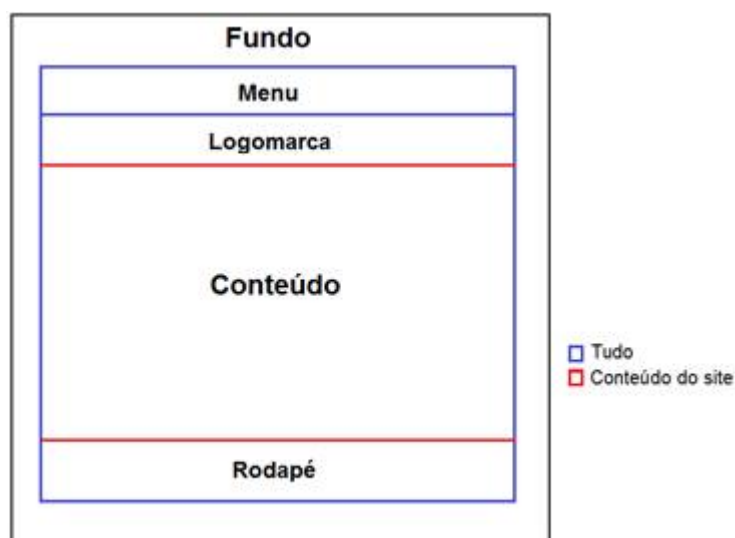 Fundo
Menu
Logomarca
Conteúdo
Rodapé
Tudo
Conteúdo do site